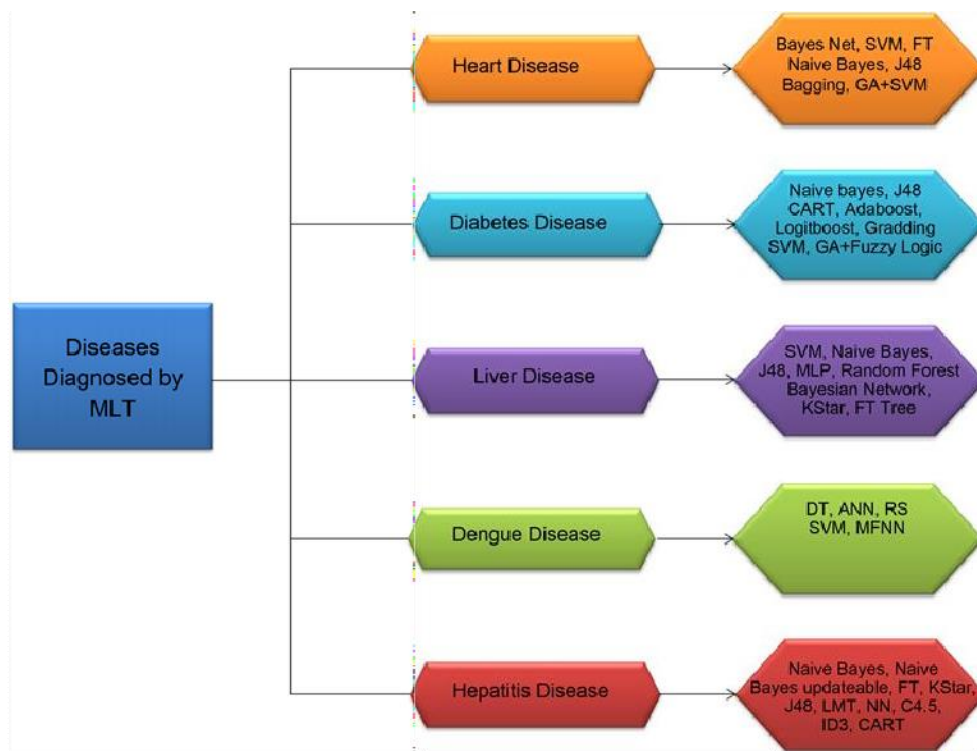 Diseases
Diagnosed by
MLT
Heart Disease
Bayes Net, SVM, FT
Naive Bayes, J48
Bagging, GA+SVM
Diabetes Disease
Naive bayes, J48
CART, Adaboost,
Logitboost, Gradding
SVM, GA+Fuzzy Logic
Liver Disease
SVM, Naive Bayes,
J48, MLP, Random Forest
Bayesian Network,
KStar, FT Tree
Dengue Disease
DT, ANN, RS
SVM, MFNN
Hepatitis Disease
Naive Bayes, Naive
Bayes updateable, FT, KStar,
J48, LMT, NN, C4.5,
ID3, CART